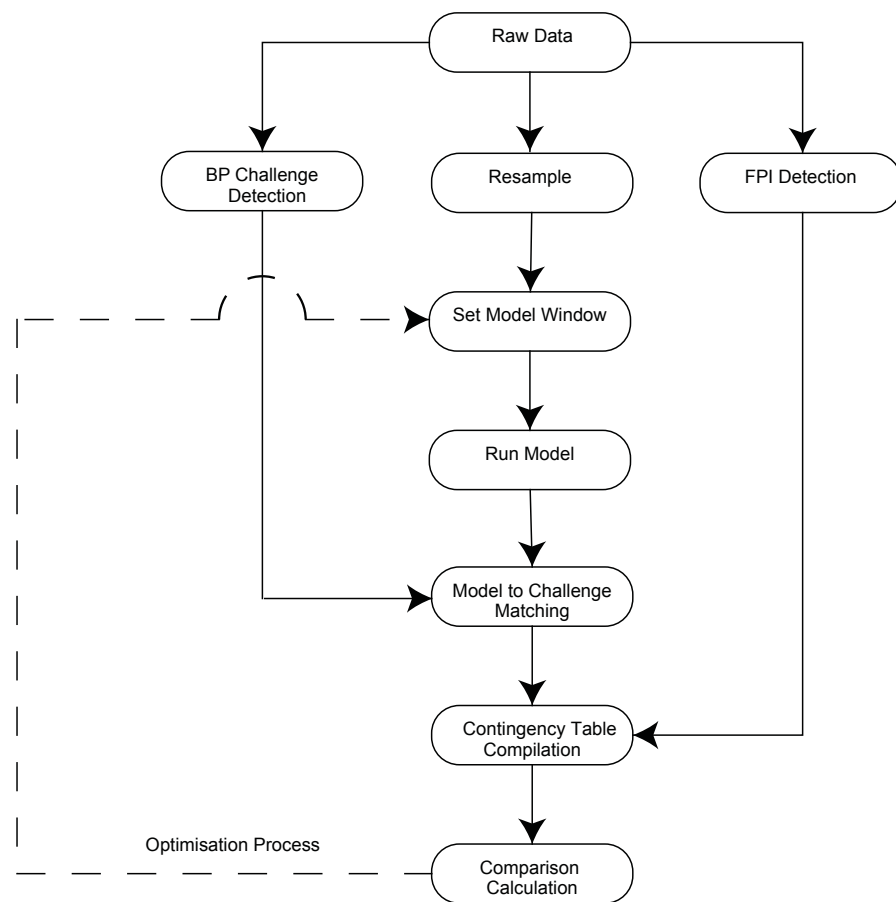 Raw Data
BP Challenge
Detection
Resample
FPI Detection
Set Model Window
Run Model
Model to Challenge
Matching
Contingency Table
Compilation
Optimisation Process
Comparison
Calculation